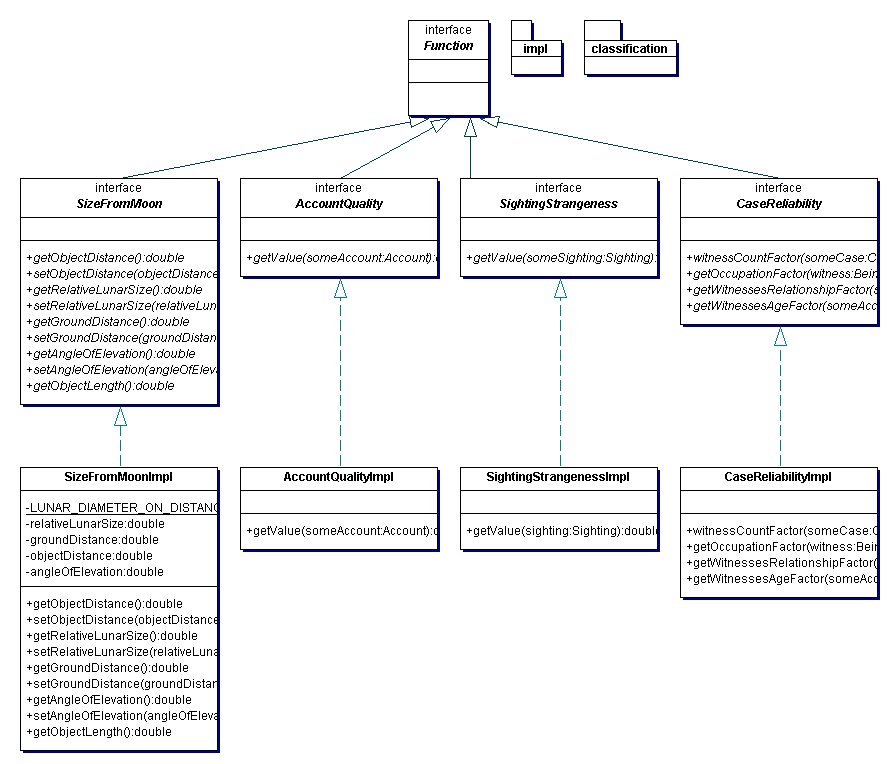 interface
Function
impl
classification
interface
SizeFromMoon
+getObjectDistance():double
+setObjectDistance(objectDistance
+getRelativeLunarSize():double
+setRelativeLunarSize(relativeLun
+getGroundDistance():double
+setGroundDistance(groundDistan
+getAngleOfElevation():double
+setAngleOfElevation(angleOfEleva
+getObjectLength():double
interface
AccountQuality
+getValue(someAccount:Account):d
interface
SightingStrangeness
+getValue(someSighting:Sighting):
interface
CaseReliability
+witnessCountFactor(someCase:C
+getOccupationFactor(witness:Bein
+getWitnessesRelationshipFactor(s
+getWitnessesAgeFactor(someAcc
SizeFromMoonImpl
-LUNAR_DIAMETER_ON_DISTANC
-relativeLunarSize:double
-groundDistance:double
-objectDistance:double
-angleOfElevation:double
+getObjectDistance():double
+setObjectDistance(objectDistance
+getRelativeLunarSize():double
+setRelativeLunarSize(relativeLuna
+getGroundDistance():double
+setGroundDistance(groundDistan
+getAngleOfElevation():double
+setAngleOfElevation(angleOfEleva
+getObjectLength():double
AccountQualityImpl
+getValue(someAccount:Account):d
SightingStrangenessImpl
+getValue(sighting:Sighting):double
CaseReliabilityImpl
+witnessCountFactor(someCase:C
+getOccupationFactor(witness:Bein
+getWitnessesRelationshipFactor(
+getWitnessesAgeFactor(someAcc